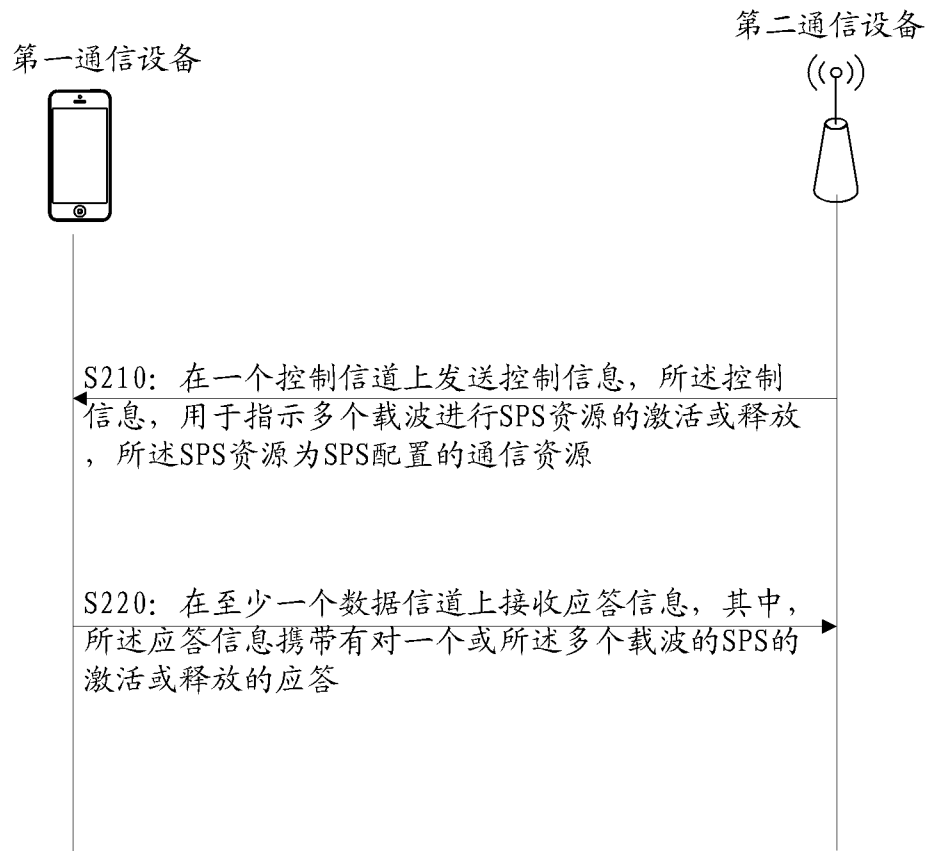 第二通信设备
第一通信设备
S210：在一个控制信道上发送控制信息，所述控制
信息，用于指示多个载波进行SPS资源的激活或释放
，所述SPS资源为SPS配置的通信资源
S220：在至少一个数据信道上接收应答信息，其中，
所述应答信息携带有对一个或所述多个载波的SPS的
激活或释放的应答